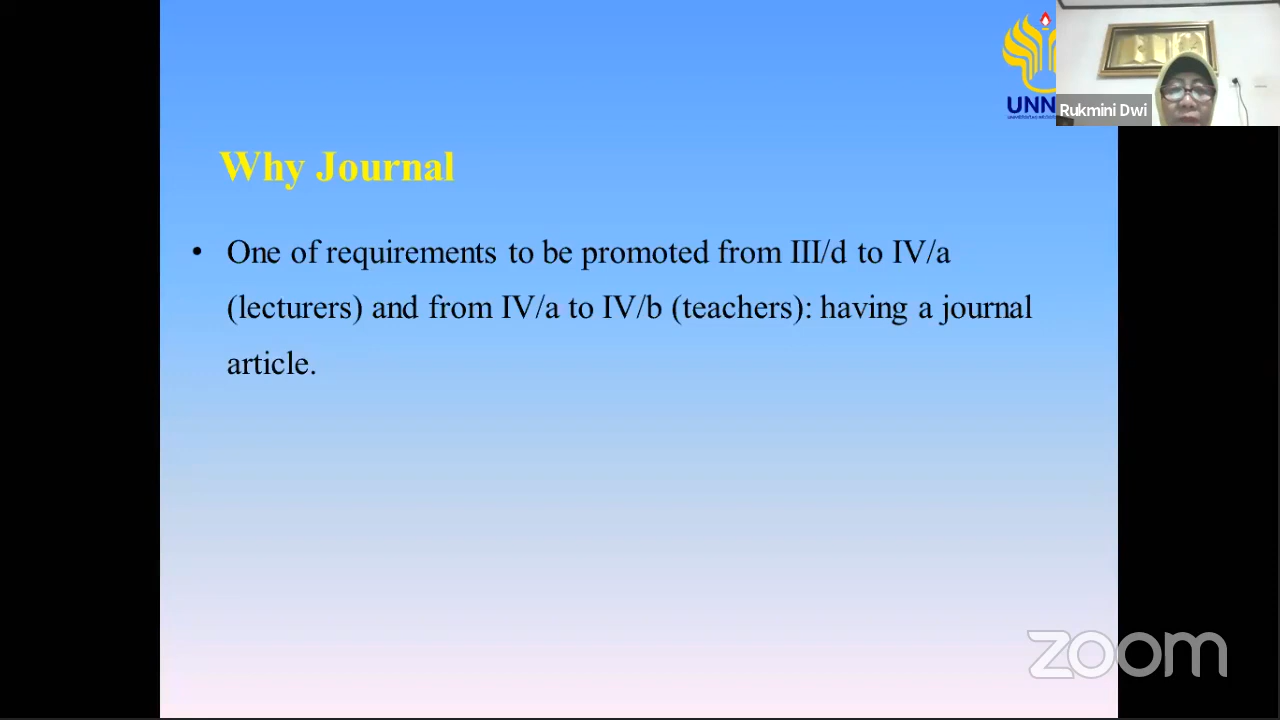 UNN
Rukmini Dwi
Why Journal
• One of requirements to be promoted from III/d to IV/a
(lecturers) and from IV/a to IV/b (teachers): having a journal
article.
zoom